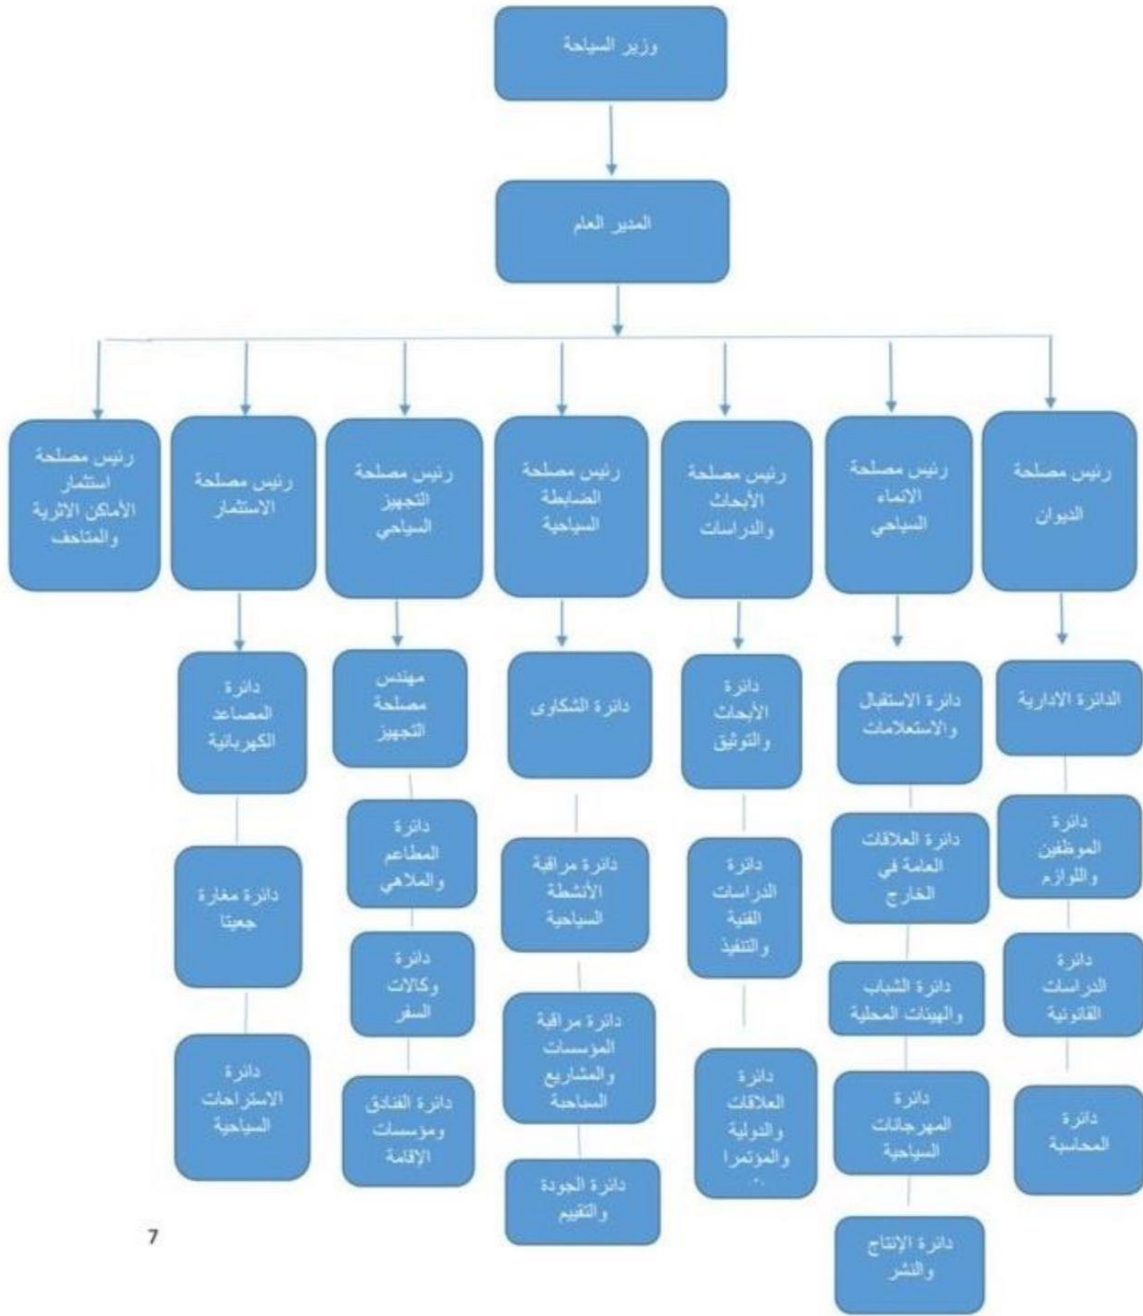 وزير السياحة
المدير العام
رئيس مصلحة
الديوان
رئيس مصلحة
الانماء
السياحي
رئيس مصلحة
الأبحاث
والدراسات
رئيس مصلحة
الضابطة
السياحية
رئيس مصلحة
التجهيز
السياحي
رئيس مصلحة
الاستثمار
رئيس مصلحة
استثمار
الأماكن الاثرية
والمتاحف
الدائرة الادارية
دائرة
الموظفين
واللوازم
دائرة
الدراسات
القانونية
دائرة
المحاسبة
دائرة الاستقبال
والاستعلامات
دائرة العلاقات
العامة في
الخارج
دائرة الشباب
والهيئات المحلية
دائرة
المهرجانات
السياحية
دائرة الإنتاج
والنشر
دائرة
الأبحاث
والتوثيق
دائرة
الدراسات
الفنية
والتنفيذ
دائرة
العلاقات
والدولية
والمؤتمرا
دائرة الشكاوى
دائرة مراقبة
الأنشطة
السياحية
دائرة مراقبة
المؤسسات
والمشاريع
السياحية
دائرة الجودة
والتقييم
مهندس
مصلحة
التجهيز
دائرة
المطاعم
والملاهي
دائرة
وكالات
السفر
دائرة الفنادق
ومؤسسات
الإقامة
دائرة
المصاعد
الكهربائية
دائرة مغارة
جعيتا
دائرة
الاستراحات
السياحية
7